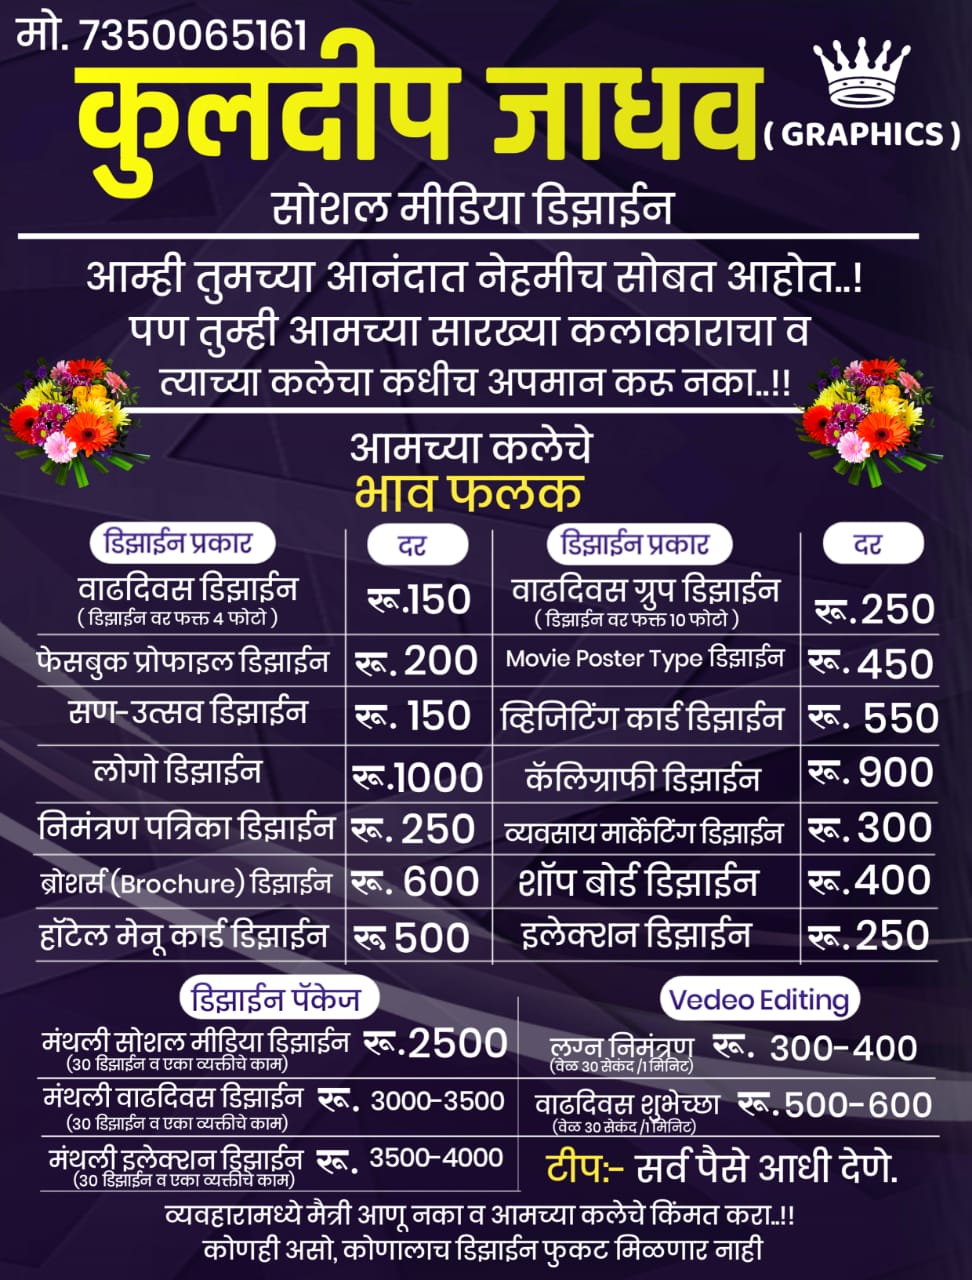 मो. 7350065161
कुलदीप जाधव ( GRAPHICS )
सोशल मीडिया डिझाईन
आम्ही तुमच्या आनंदात नेहमीच सोबत आहोत..!
पण तुम्ही आमच्या सारख्या कलाकाराचा व
त्याच्या कलेचा कधीच अपमान करू नका..!!
आमच्या कलेचे
भाव फलक
डिझाईन प्रकार दर डिझाईन प्रकार दर
वाढदिवस डिझाईन रू.150 वाढदिवस ग्रुप डिझाईन रू.250
( डिझाईन वर फक्त 4 फोटो ) ( डिझाईन वर फक्त 10 फोटो )
फेसबुक प्रोफाइल डिझाईन रू. 200 Movie Poster Type डिझाईन रू. 450
सण-उत्सव डिझाईन रू. 150 व्हिजिटिंग कार्ड डिझाईन रू. 550
लोगो डिझाईन रू.1000 कॅलिग्राफी डिझाईन रू. 900
निमंत्रण पत्रिका डिझाईन रू. 250 व्यवसाय मार्केटिंग डिझाईन रू. 300
ब्रोशर्स (Brochure) डिझाईन रू. 600 शॉप बोर्ड डिझाईन रू.400
हॉटेल मेनू कार्ड डिझाईन रू 500 इलेक्शन डिझाईन रू.250
डिझाईन पॅकेज
मंथली सोशल मीडिया डिझाईन रू.2500
(30 डिझाईन व एका व्यक्तीचे काम)
मंथली वाढदिवस डिझाईन रू. 3000-3500
(30 डिझाईन व एका व्यक्तीचे काम)
मंथली इलेक्शन डिझाईन रू. 3500-4000
(30 डिझाईन व एका व्यक्तीचे काम)
Vedeo Editing
लग्न निमंत्रण रू. 300-400
(वेळ 30 सेकंद /1 मिनिट)
वाढदिवस शुभेच्छा रू.500-600
(वेळ 30 सेकंद /1 मिनिट)
टीप:- सर्व पैसे आधी देणे.
व्यवहारामध्ये मैत्री आणू नका व आमच्या कलेचे किंमत करा..!!
कोणही असो, कोणालाच डिझाईन फुकट मिळणार नाही